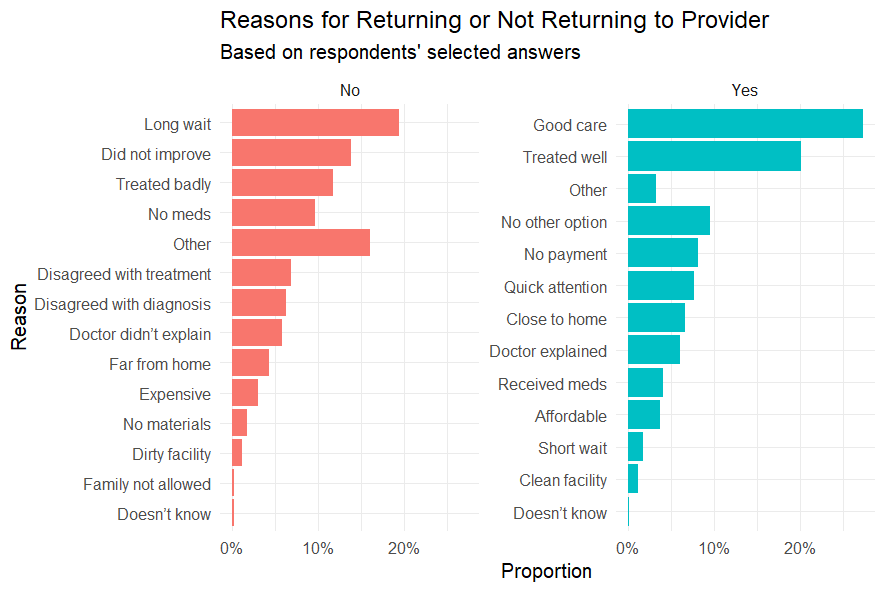 Reasons for Returning or Not Returning to Provider
Based on respondents' selected answers
No
Long wait
Did not improve
Treated badly
No meds
Other
Disagreed with treatment
Disagreed with diagnosis
Doctor didn’t explain
Far from home
Expensive
No materials
Dirty facility
Family not allowed
Doesn’t know
0% 10% 20%
Yes
Good care
Treated well
Other
No other option
No payment
Quick attention
Close to home
Doctor explained
Received meds
Affordable
Short wait
Clean facility
Doesn’t know
0% 10% 20%
Reason
Proportion